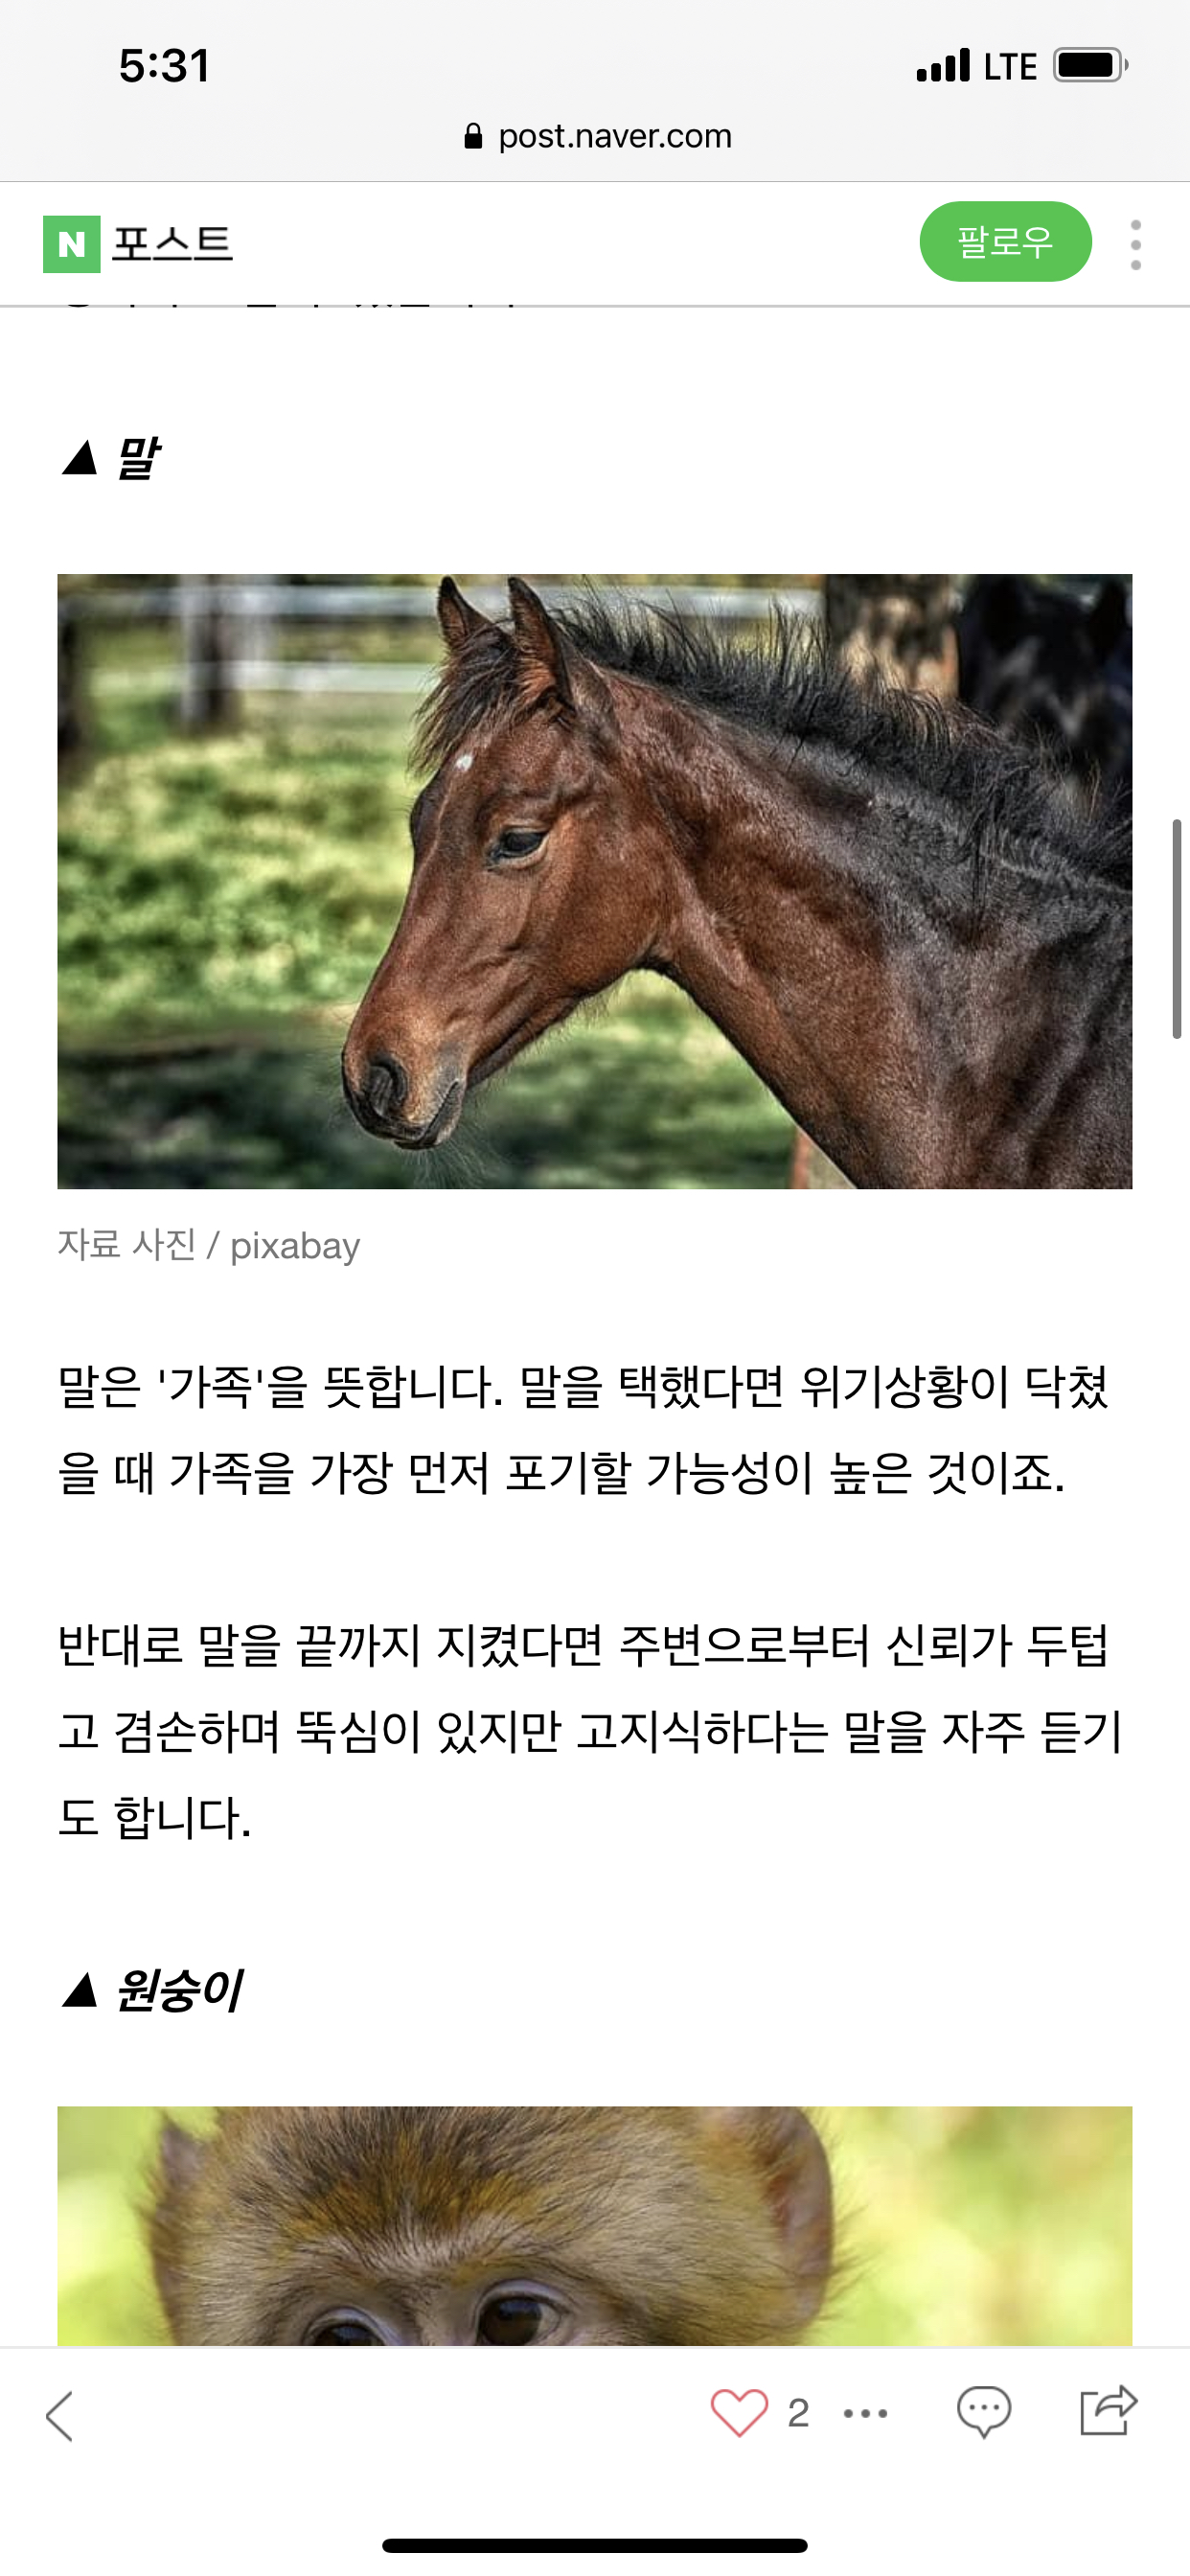 5:31
LTE
post.naver.com
N 포스트
팔로우
▲ 말
자료 사진 / pixabay
말은 '가족'을 뜻합니다. 말을 택했다면 위기상황이 닥쳤
을 때 가족을 가장 먼저 포기할 가능성이 높은 것이죠.
반대로 말을 끝까지 지켰다면 주변으로부터 신뢰가 두텁
고 겸손하며 뚝심이 있지만 고지식하다는 말을 자주 듣기
도 합니다.
▲ 원숭이
2